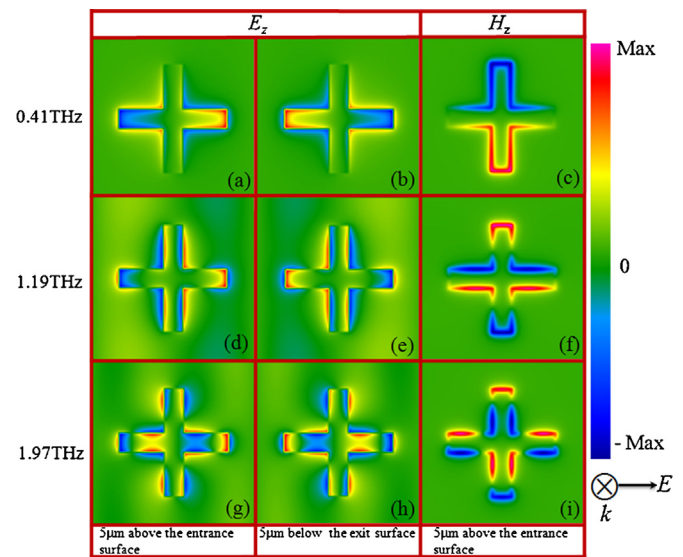 E_z H_z
Max
0.41THz
(a) (b) (c)
0
1.19THz
(d) (e) (f)
1.97THz
- Max
(g) (h) (i)
E
k
5μm above the entrance surface
5μm below the exit surface
5μm above the entrance surface